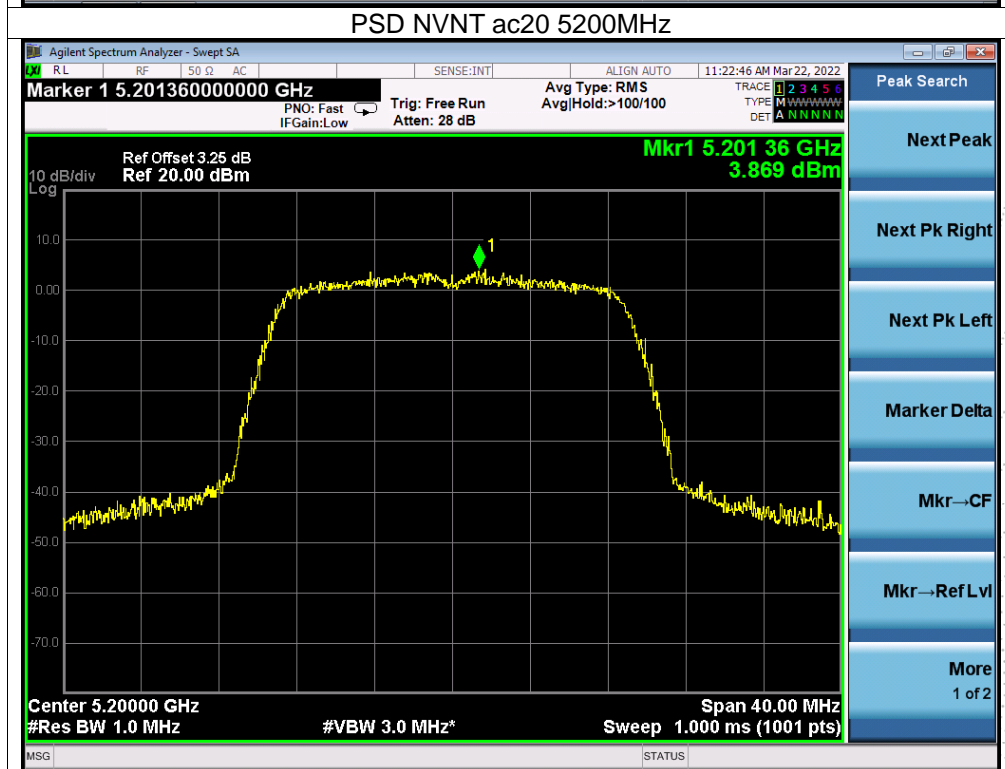 PSD NVNT ac20 5200MHz
Agilent Spectrum Analyzer - Swept SA
LXI RL RF 50 Ω AC SENSE:INT ALIGN AUTO 11:22:46 AM Mar 22, 2022
Marker 1 5.201360000000 GHz
PNO: Fast
IFGain:Low
Trig: Free Run
Atten: 28 dB
Avg Type: RMS
Avg|Hold:>100/100
TRACE 1 2 3 4 5 6
TYPE M WWWWW
DET A N N N N N
Ref Offset 3.25 dB
10 dB/div Ref 20.00 dBm
Log
Mkr1 5.201 36 GHz
3.869 dBm
1
10.0
0.00
-10.0
-20.0
-30.0
-40.0
-50.0
-60.0
-70.0
Center 5.20000 GHz Span 40.00 MHz
#Res BW 1.0 MHz #VBW 3.0 MHz* Sweep 1.000 ms (1001 pts)
MSG STATUS
Peak Search
Next Peak
Next Pk Right
Next Pk Left
Marker Delta
Mkr→CF
Mkr→Ref Lvl
More
1 of 2